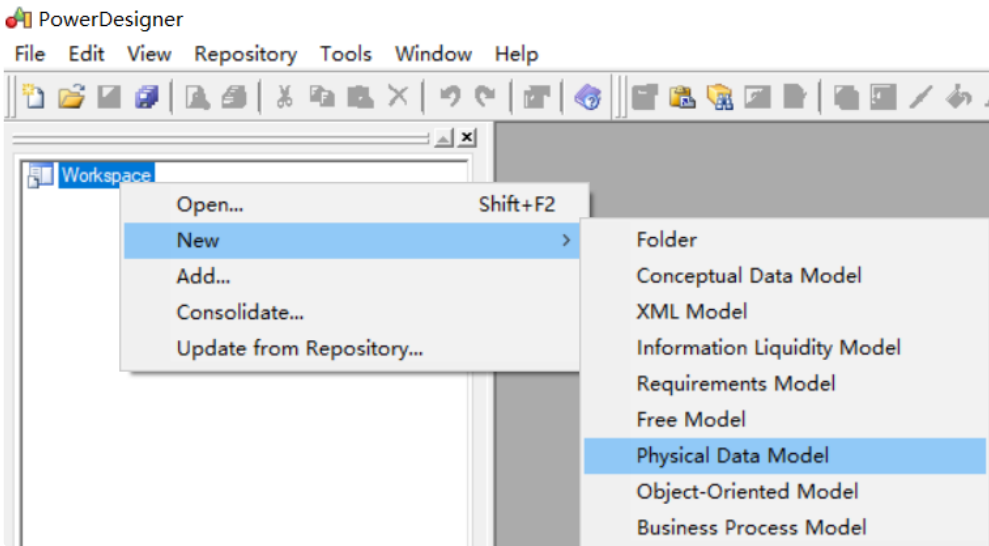 PowerDesigner
File Edit View Repository Tools Window Help
Workspace
Open... Shift+F2
New
Add...
Consolidate...
Update from Repository...
Folder
Conceptual Data Model
XML Model
Information Liquidity Model
Requirements Model
Free Model
Physical Data Model
Object-Oriented Model
Business Process Model